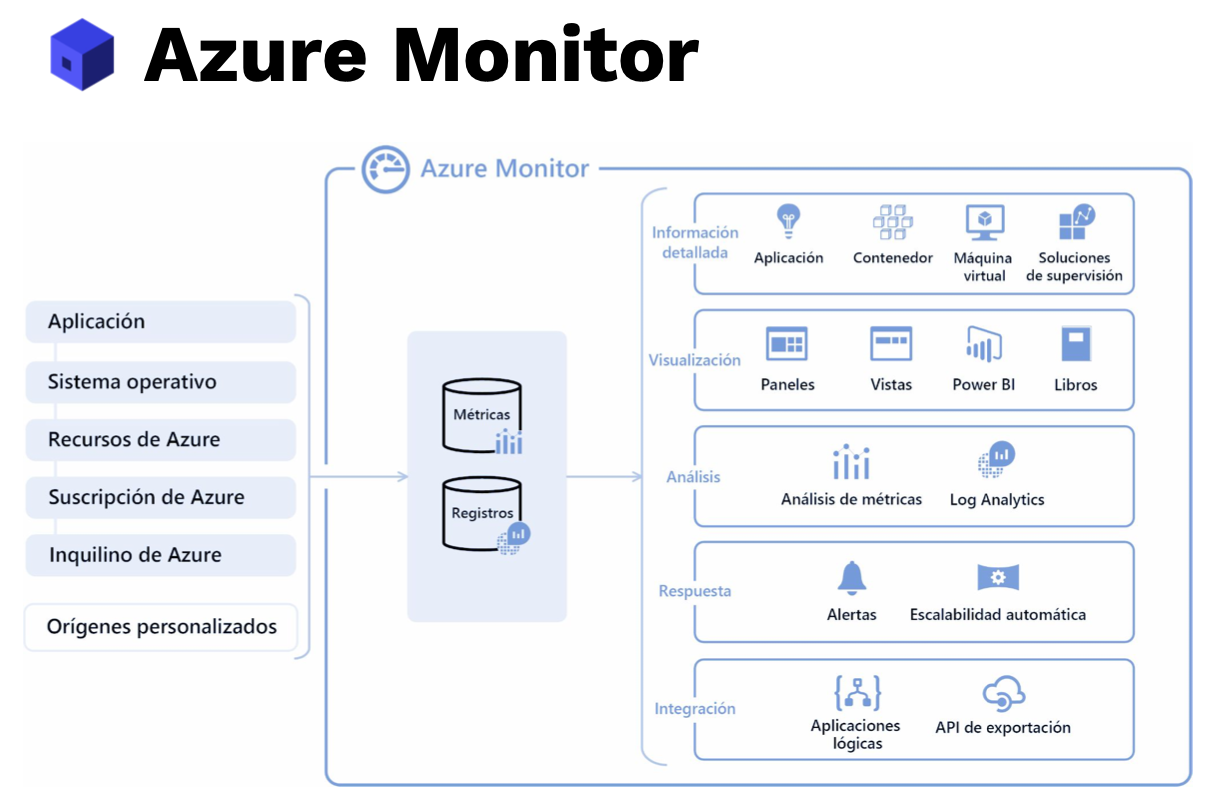 Azure Monitor
Azure Monitor
Aplicación
Sistema operativo
Recursos de Azure
Suscripción de Azure
Inquilino de Azure
Orígenes personalizados
Métricas
Registros
Información
detallada
Aplicación
Contenedor
Máquina
virtual
Soluciones
de supervisión
Visualización
Paneles
Vistas
Power BI
Libros
Análisis
Análisis de métricas
Log Analytics
Respuesta
Alertas
Escalabilidad automática
Integración
Aplicaciones
lógicas
API de exportación